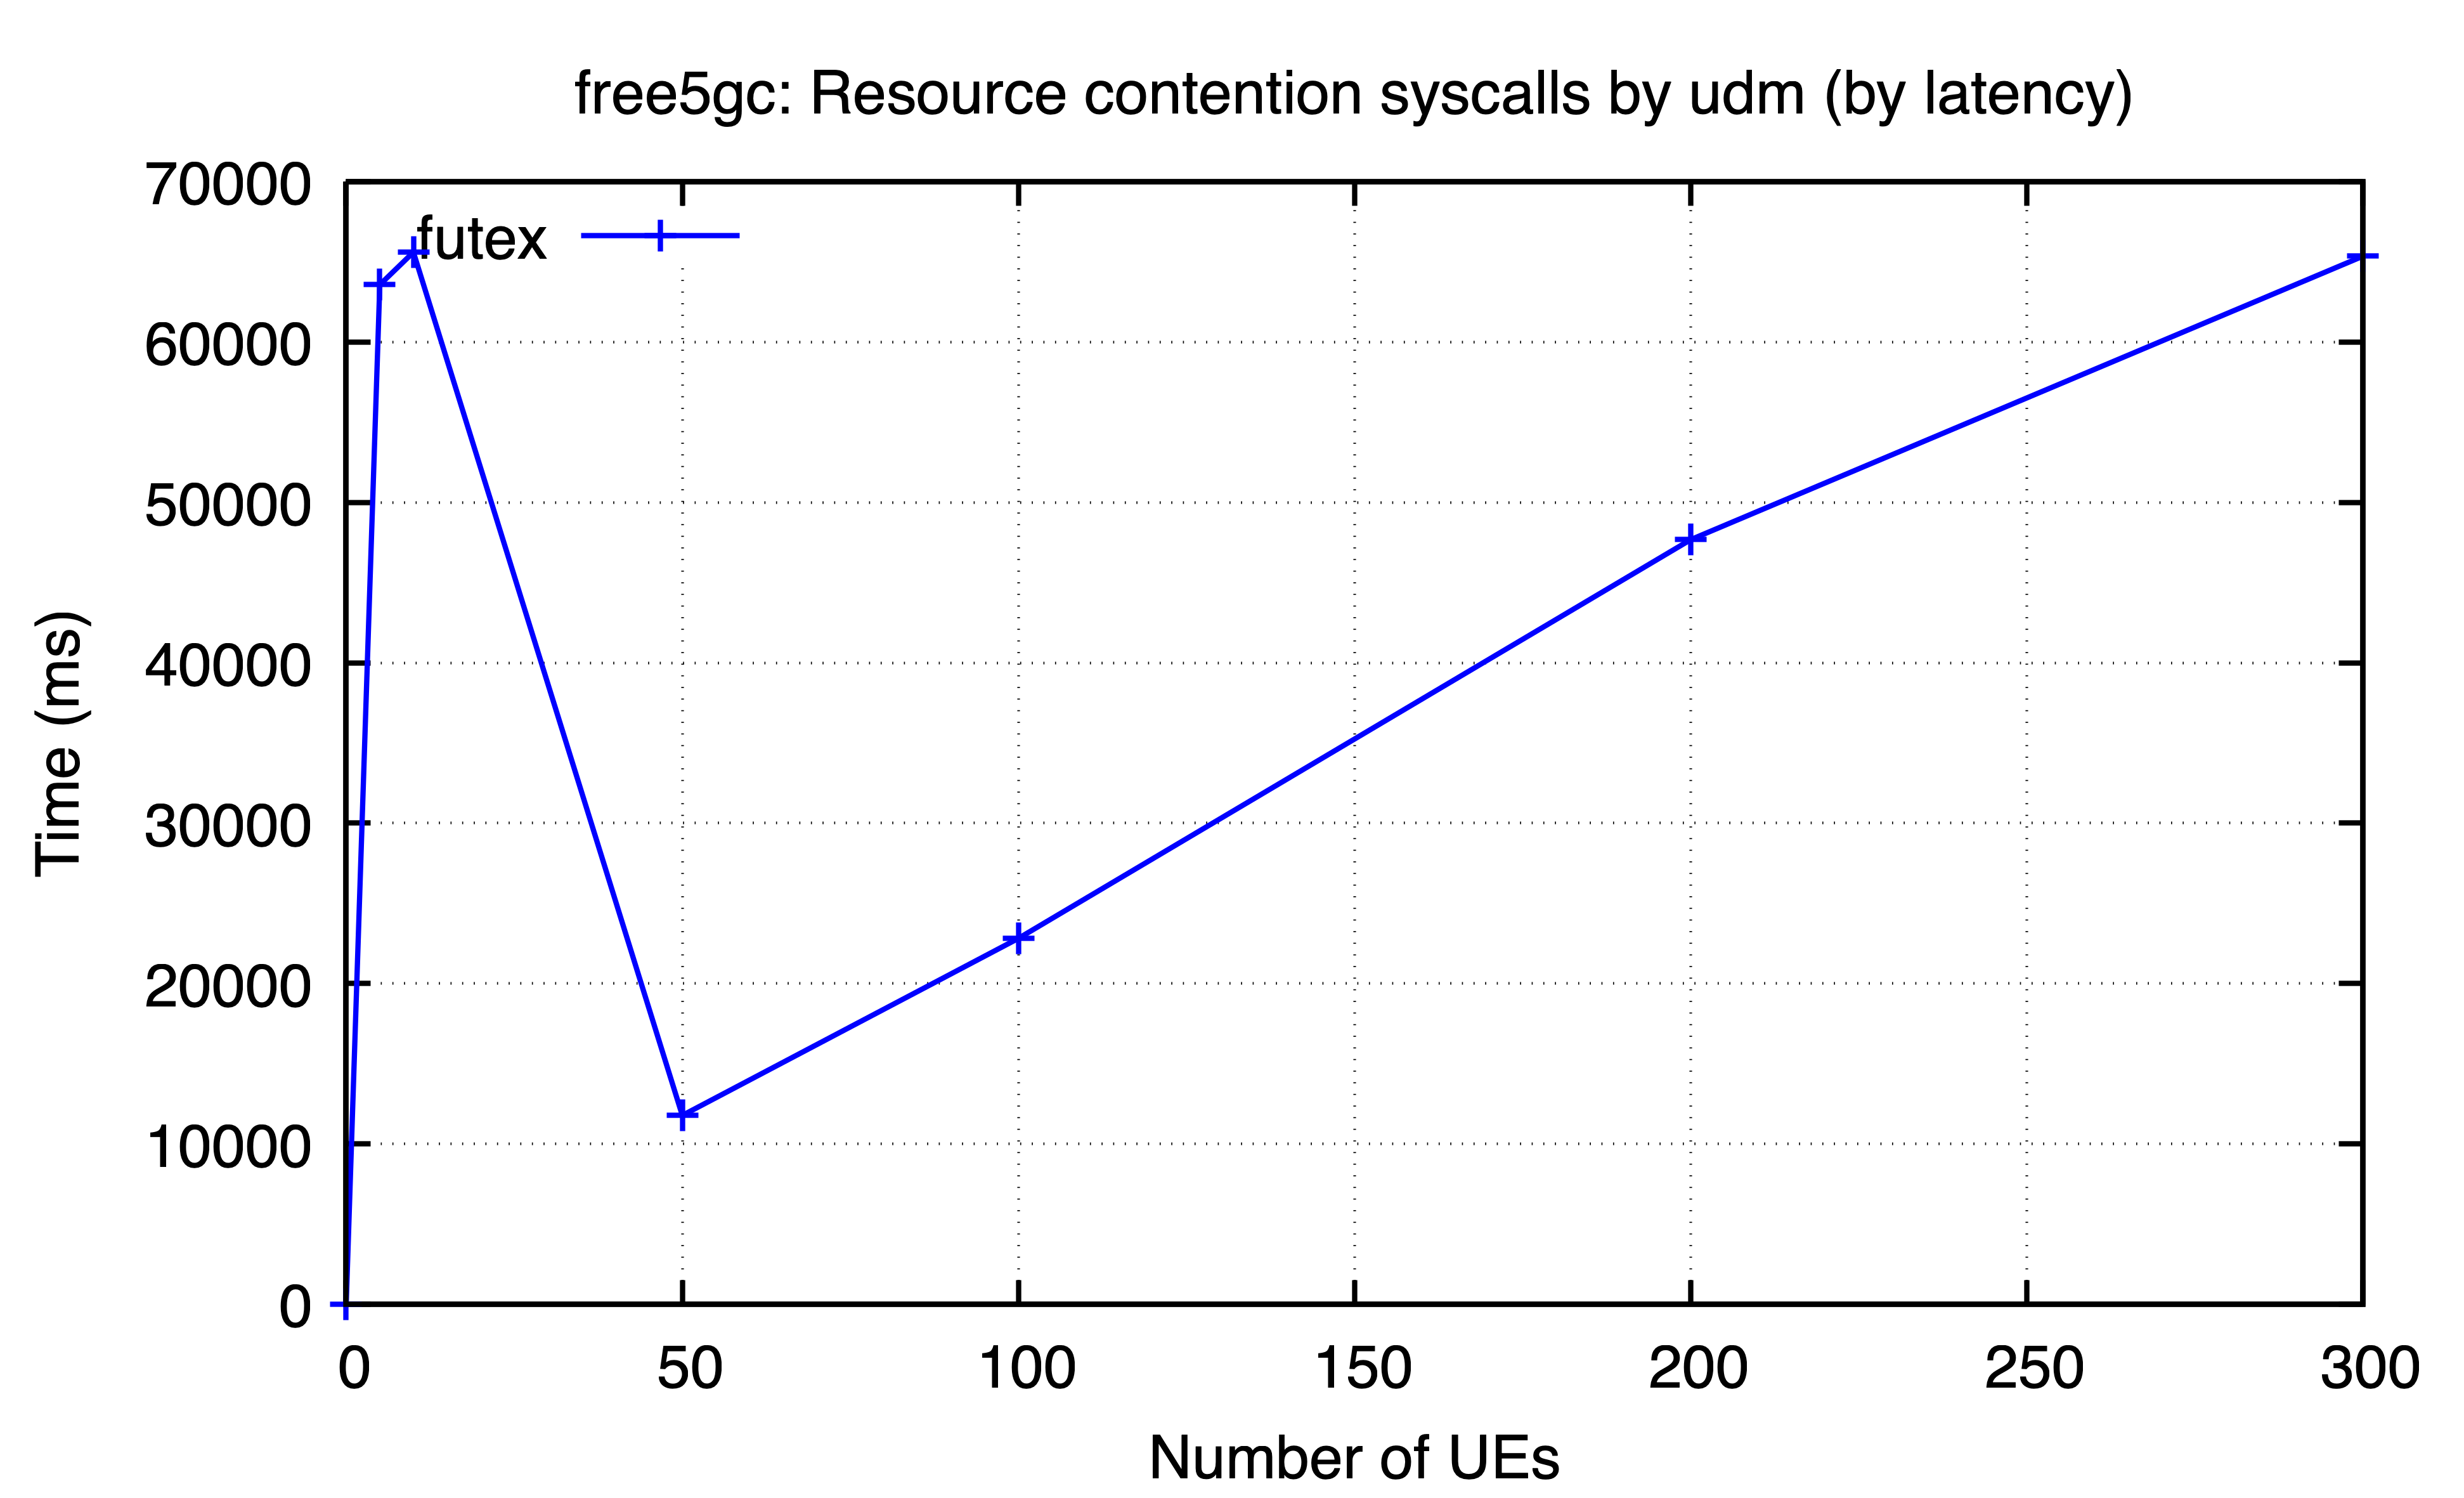 free5gc: Resource contention syscalls by udm (by latency)
70000
futex
60000
50000
40000
30000
20000
10000
0
Time (ms)
0 50 100 150 200 250 300
Number of UEs